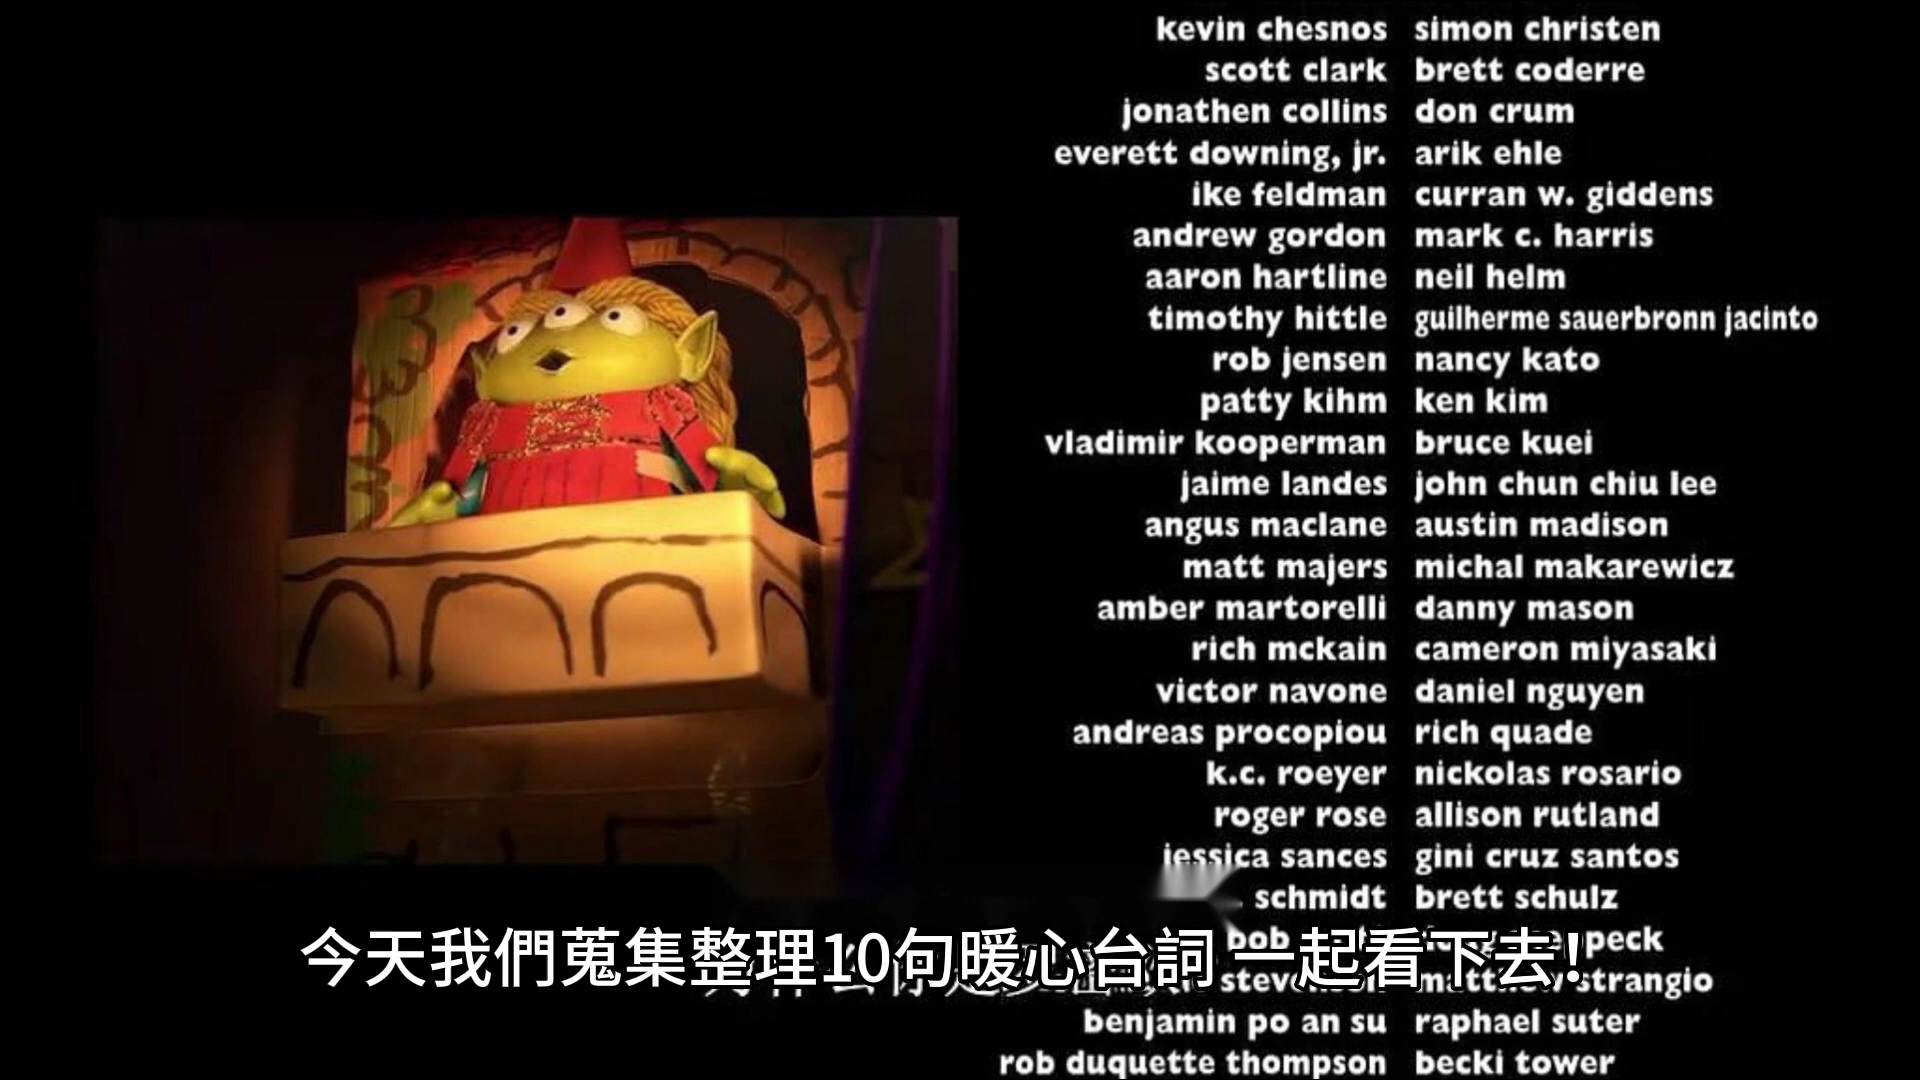 kevin chesnos simon christen
scott clark brett coderre
jonathen collins don crum
everett downing, jr. arik ehle
ike feldman curran w. giddens
andrew gordon mark c. harris
aaron hartline neil helm
timothy hittle guilherme sauerbronn jacinto
rob jensen nancy kato
patty kihm ken kim
vladimir kooperman bruce kuei
jaime landes john chun chiu lee
angus maclane austin madison
matt majers michal makarewicz
amber martorelli danny mason
rich mckain cameron miyasaki
victor navone daniel nguyen
andreas procopiou rich quade
k.c. roeyer nickolas rosario
roger rose allison rutland
jessica sances gini cruz santos
schmidt brett schulz
bob
今天我們蒐集整理10句暖心台詞 一起看下去!
strangio
benjamin po an su raphael suter
rob duquette thompson becki tower